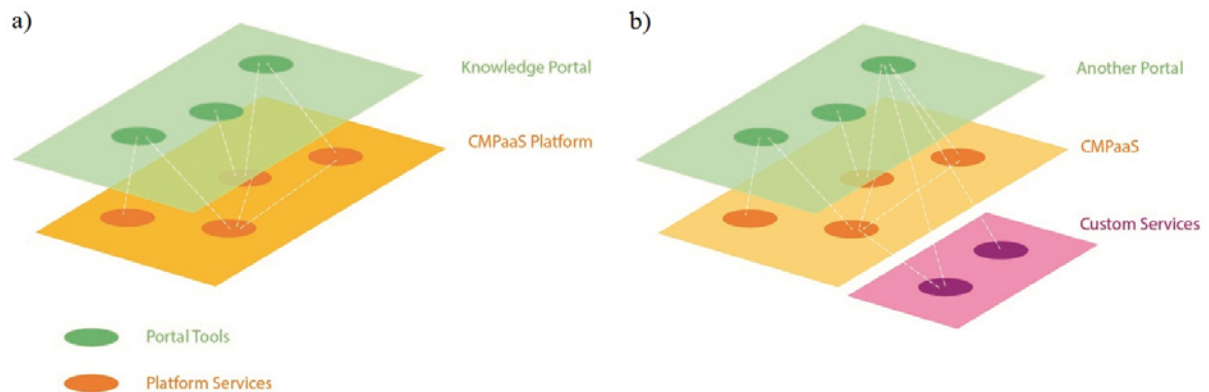 a)
Knowledge Portal
CMPaaS Platform
Portal Tools
Platform Services
b)
Another Portal
CMPaaS
Custom Services